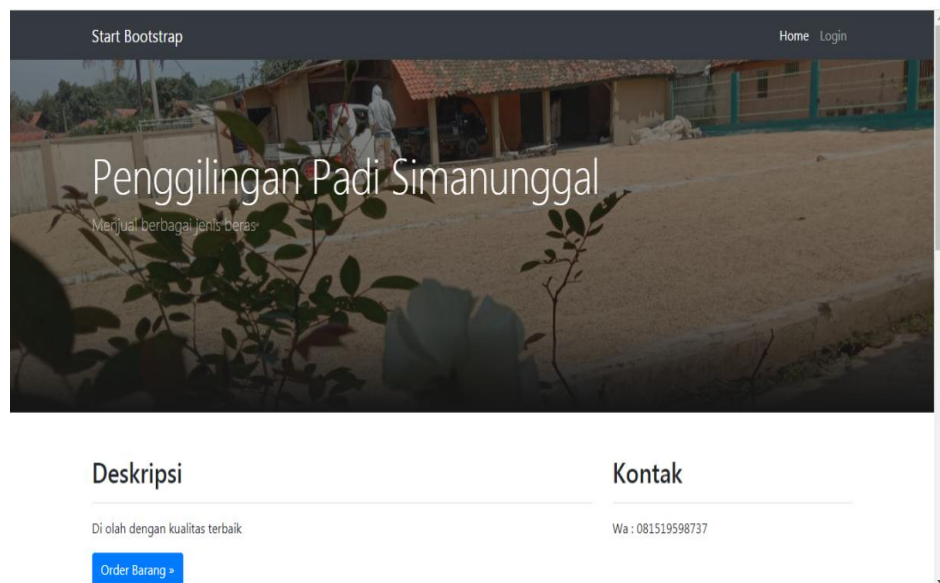 Start Bootstrap
Home Login
Penggilingan Padi Simanunggal
Menjual berbagai jenis beras
Deskripsi
Di olah dengan kualitas terbaik
Order Barang »
Kontak
Wa : 081519598737